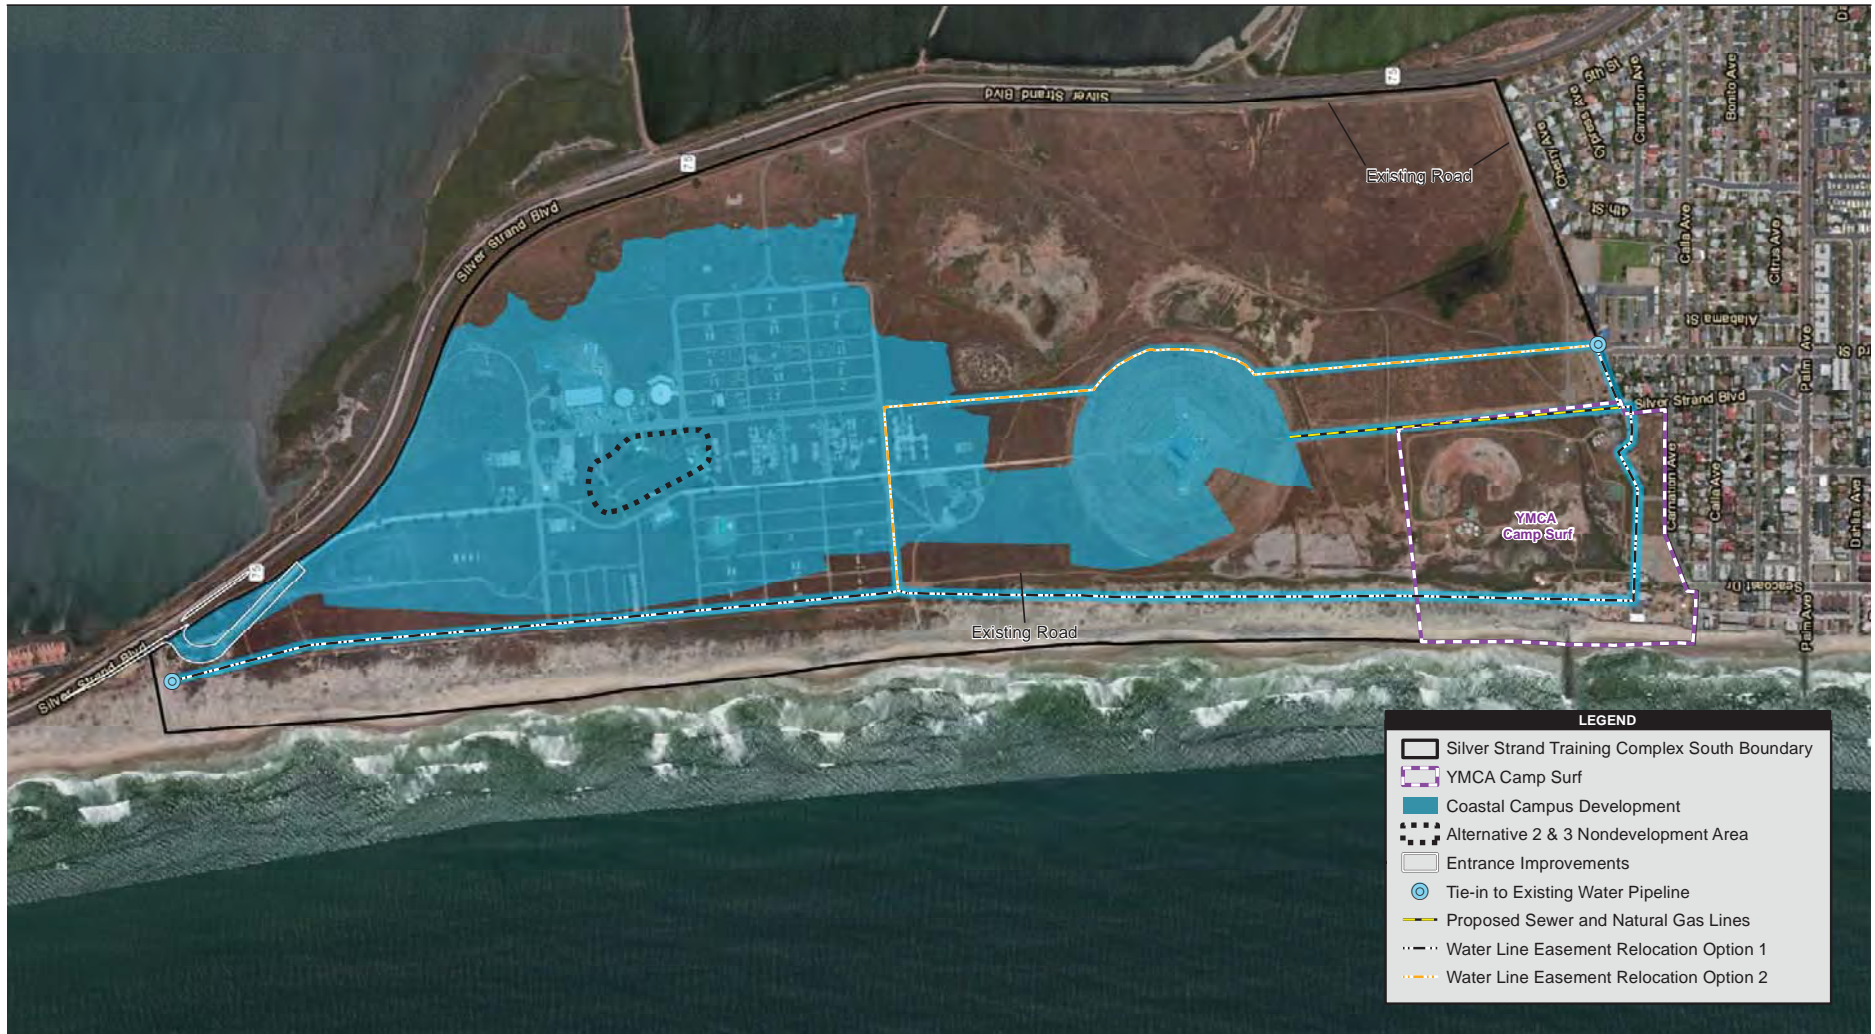 Silver Strand Blvd
75
75
Silver Strand Blvd
75
Silver Strand Blvd
Existing Road
5th St
Cypress Ave
Carnation Ave
Bonito Ave
Cherry Ave
4th St
Calla Ave
Citrus Ave
Alabama St
Palm Ave
rd St
Silver Strand Blvd
Carnation Ave
Calla Ave
Dahlia Ave
YMCA
Camp Surf
Seacoast Dr
Palm Ave
Existing Road
LEGEND
Silver Strand Training Complex South Boundary
YMCA Camp Surf
Coastal Campus Development
Alternative 2 & 3 Nondevelopment Area
Entrance Improvements
Tie-in to Existing Water Pipeline
Proposed Sewer and Natural Gas Lines
Water Line Easement Relocation Option 1
Water Line Easement Relocation Option 2